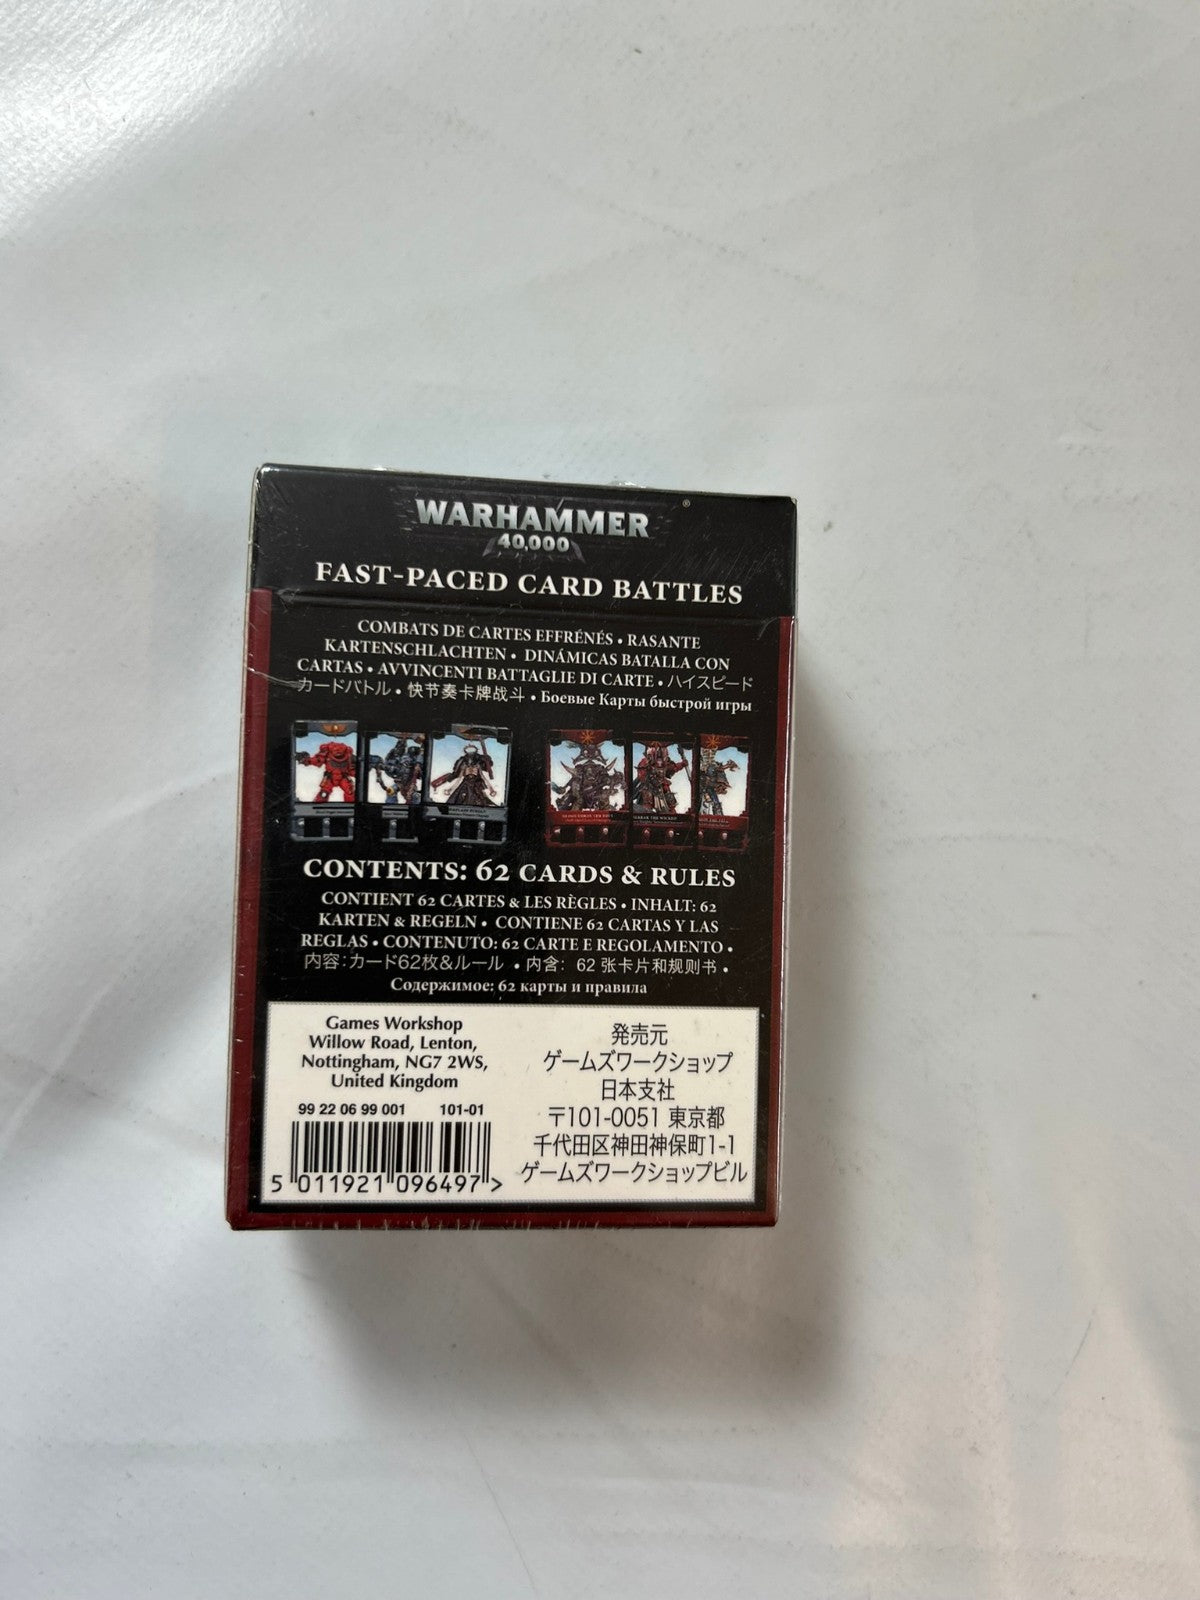 WARHAMMER®
40,000
FAST-PACED CARD BATTLES
COMBATS DE CARTES EFFRÉNÉS • RASANTE
KARTENSCHLACHTEN • DINÁMICAS BATALLA CON
CARTAS • AVVINCENTI BATTAGLIE DI CARTE • ハイスピード
カードバトル • 快节奏卡牌战斗 • Боевые Карты быстрой игры
CONTENTS: 62 CARDS & RULES
CONTIENT 62 CARTES & LES RÈGLES • INHALT: 62
KARTEN & REGELN • CONTIENE 62 CARTAS Y LAS
REGLAS • CONTENUTO: 62 CARTE E REGOLAMENTO •
内容:カード62枚&ルール • 内含: 62 张卡片和规则书 •
Содержимое: 62 карты и правила
Games Workshop
Willow Road, Lenton,
Nottingham, NG7 2WS,
United Kingdom
99 22 06 99 001 101-01
5 011921 096497 >
発売元
ゲームズワークショップ
日本支社
〒101-0051 東京都
千代田区神田神保町1-1
ゲームズワークショップビル